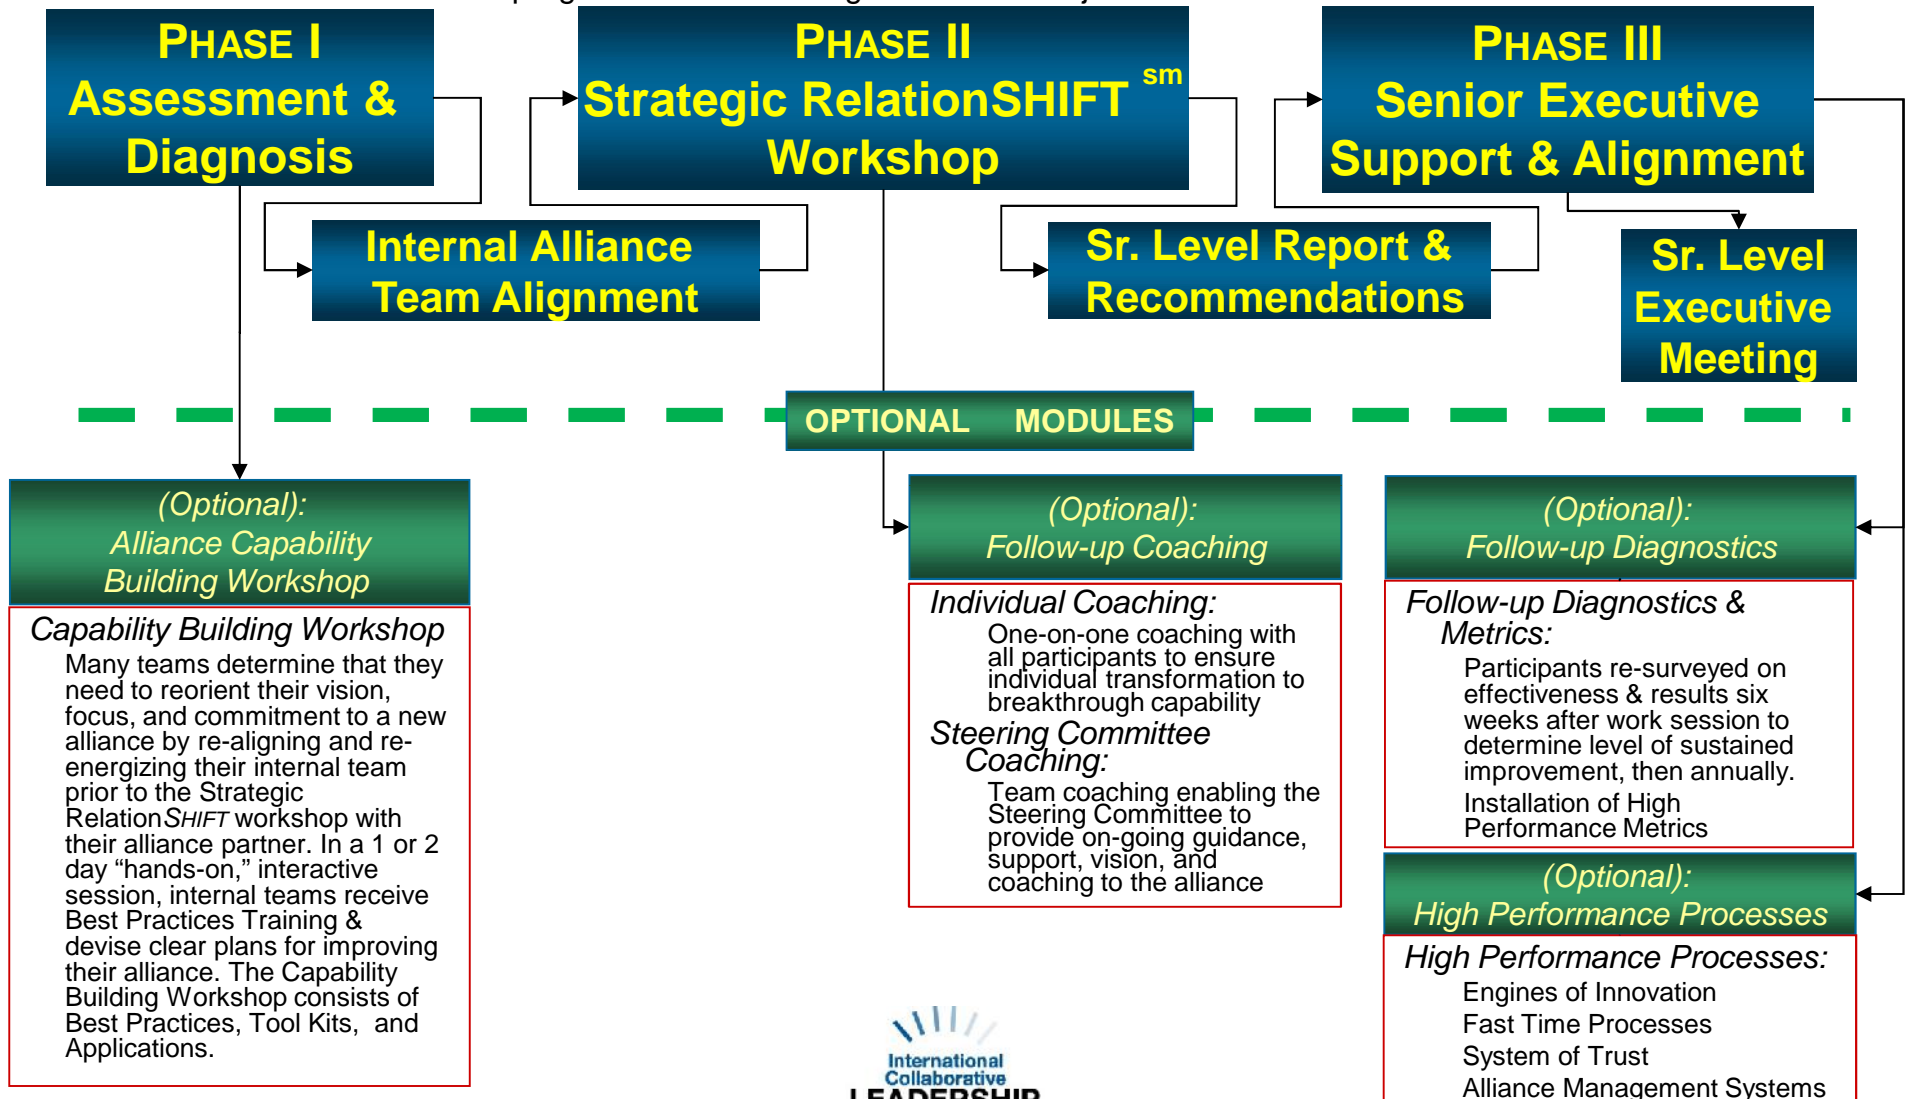 PHASE I
Assessment &
Diagnosis
PHASE II
Strategic RelationSHIFT sm
Workshop
PHASE III
Senior Executive
Support & Alignment
Internal Alliance
Team Alignment
Sr. Level Report &
Recommendations
Sr. Level
Executive
Meeting
OPTIONAL MODULES
(Optional):
Alliance Capability
Building Workshop
Capability Building Workshop
Many teams determine that they
need to reorient their vision,
focus, and commitment to a new
alliance by re-aligning and re-
energizing their internal team
prior to the Strategic
RelationSHIFT workshop with
their alliance partner. In a 1 or 2
day “hands-on,” interactive
session, internal teams receive
Best Practices Training &
devise clear plans for improving
their alliance. The Capability
Building Workshop consists of
Best Practices, Tool Kits, and
Applications.
(Optional):
Follow-up Coaching
Individual Coaching:
One-on-one coaching with
all participants to ensure
individual transformation to
breakthrough capability
Steering Committee
Coaching:
Team coaching enabling the
Steering Committee to
provide on-going guidance,
support, vision, and
coaching to the alliance
(Optional):
Follow-up Diagnostics
Follow-up Diagnostics &
Metrics:
Participants re-surveyed on
effectiveness & results six
weeks after work session to
determine level of sustained
improvement, then annually.
Installation of High
Performance Metrics
(Optional):
High Performance Processes
High Performance Processes:
Engines of Innovation
Fast Time Processes
System of Trust
Alliance Management Systems
International
Collaborative
LEADERSHIP